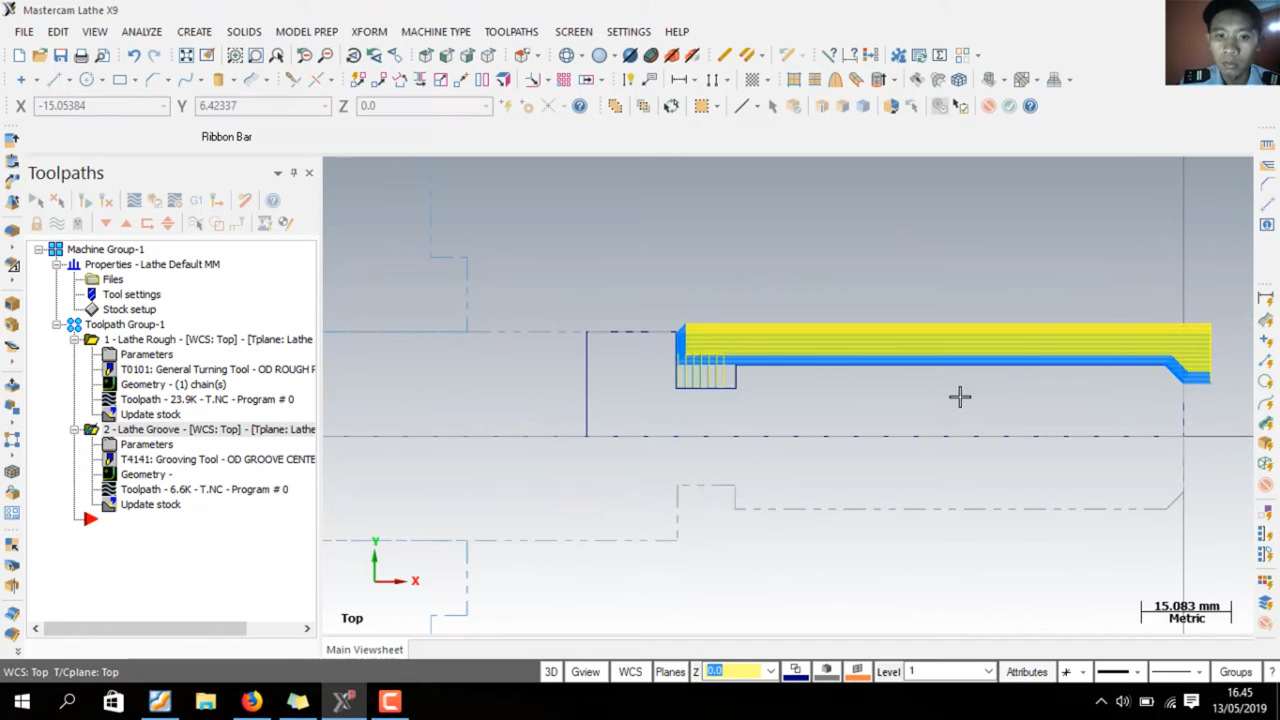 Mastercam Lathe X9
FILE EDIT VIEW ANALYZE CREATE SOLIDS MODEL PREP XFORM MACHINE TYPE TOOLPATHS SCREEN SETTINGS HELP
X -15.05384 Y 6.42337 Z 0.0
Ribbon Bar
Toolpaths
G1
Machine Group-1
Properties - Lathe Default MM
Files
Tool settings
Stock setup
Toolpath Group-1
1 - Lathe Rough - [WCS: Top] - [Tplane: Lathe
Parameters
T0101: General Turning Tool - OD ROUGH
Geometry - (1) chain(s)
Toolpath - 23.9K - T.NC - Program # 0
Update stock
2 - Lathe Groove - [WCS: Top] - [Tplane: Lathe
Parameters
T4141: Grooving Tool - OD GROOVE CENTE
Geometry -
Toolpath - 6.6K - T.NC - Program # 0
Update stock
Y
X
Top
15.083 mm
Metric
Main Viewsheet
WCS: Top T/Cplane: Top 3D Gview WCS Planes Z 0.0 Level 1 Attributes Groups ?
16.45
13/05/2019